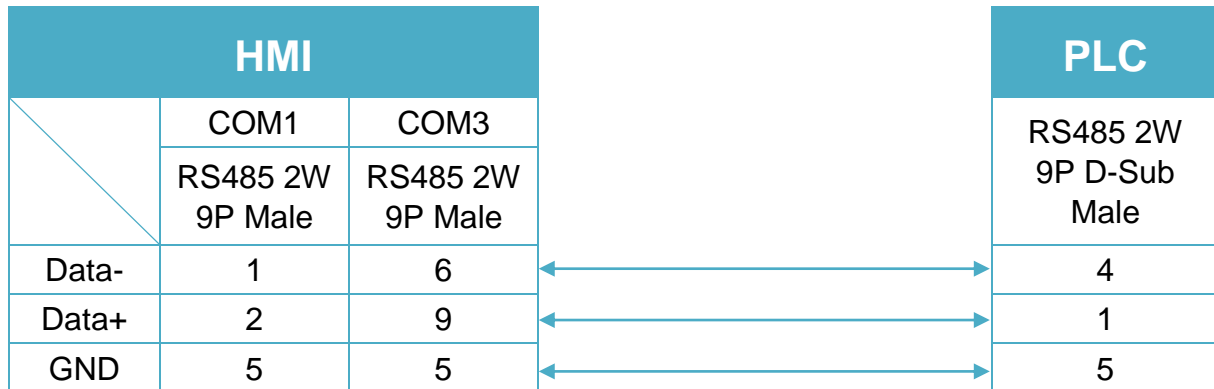 HMI PLC
COM1 COM3
RS485 2W RS485 2W RS485 2W
9P Male 9P Male 9P D-Sub
Male
Data- 1 6 4
Data+ 2 9 1
GND 5 5 5